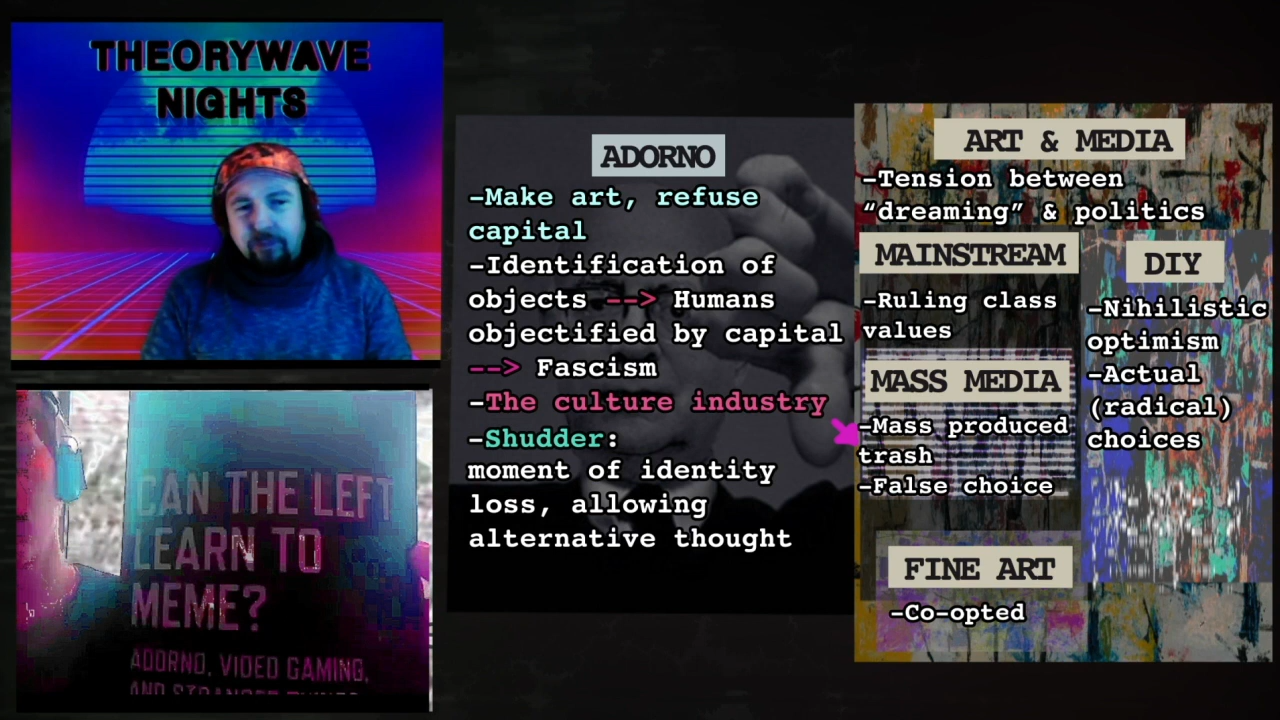 THEORYWAVE
NIGHTS
CAN THE LEFT
LEARN TO
MEME?
ADORNO, VIDEO GAMING,
AND STRANGER THINGS
ADORNO
-Make art, refuse
capital
-Identification of
objects --> Humans
objectified by capital
--> Fascism
-The culture industry
-Shudder:
moment of identity
loss, allowing
alternative thought
ART & MEDIA
-Tension between
“dreaming” & politics
MAINSTREAM
-Ruling class
values
MASS MEDIA
-Mass produced
trash
-False choice
FINE ART
-Co-opted
DIY
-Nihilistic
optimism
-Actual
(radical)
choices